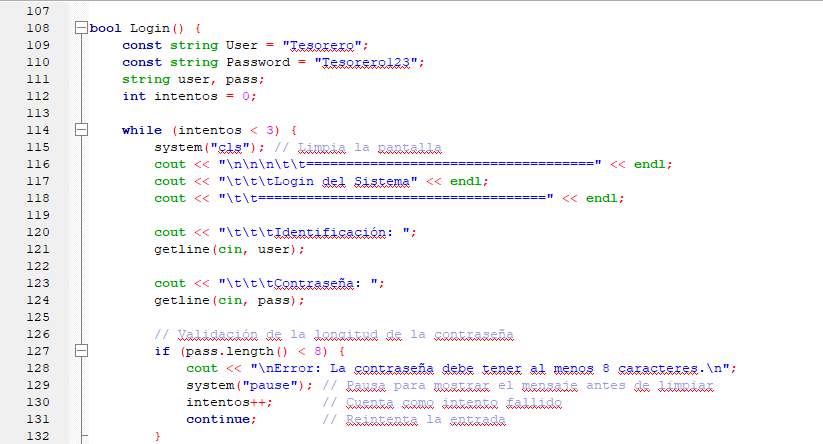 107
108 bool Login() {
109     const string User = "Tesorero";
110     const string Password = "Tesorero123";
111     string user, pass;
112     int intentos = 0;
113
114     while (intentos < 3) {
115         system("cls"); // Limpia la pantalla
116         cout << "\n\n\n\t\t====================================" << endl;
117         cout << "\t\t\tLogin del Sistema" << endl;
118         cout << "\t\t====================================" << endl;
119
120         cout << "\t\t\tIdentificación: ";
121         getline(cin, user);
122
123         cout << "\t\t\tContraseña: ";
124         getline(cin, pass);
125
126         // Validación de la longitud de la contraseña
127         if (pass.length() < 8) {
128             cout << "\nError: La contraseña debe tener al menos 8 caracteres.\n";
129             system("pause"); // Pausa para mostrar el mensaje antes de limpiar
130             intentos++;      // Cuenta como intento fallido
131             continue;        // Reintenta la entrada
132         }